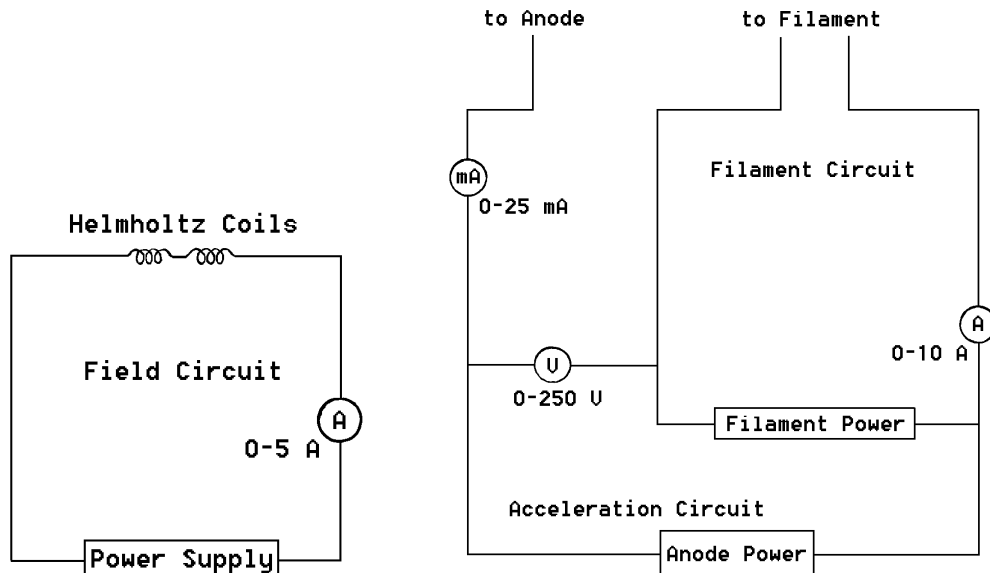 to Anode
to Filament
mA
0-25 mA
Filament Circuit
Helmholtz Coils
A
0-10 A
V
0-250 V
Field Circuit
A
0-5 A
Filament Power
Acceleration Circuit
Anode Power
Power Supply